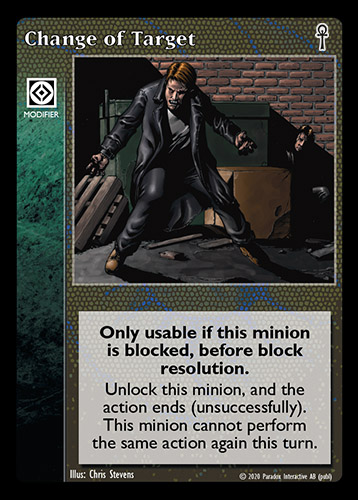 Change of Target
MODIFIER
Only usable if this minion
is blocked, before block
resolution.
Unlock this minion, and the
action ends (unsuccessfully).
This minion cannot perform
the same action again this turn.
Illus: Chris Stevens
© 2020 Paradox Interactive AB (publ)